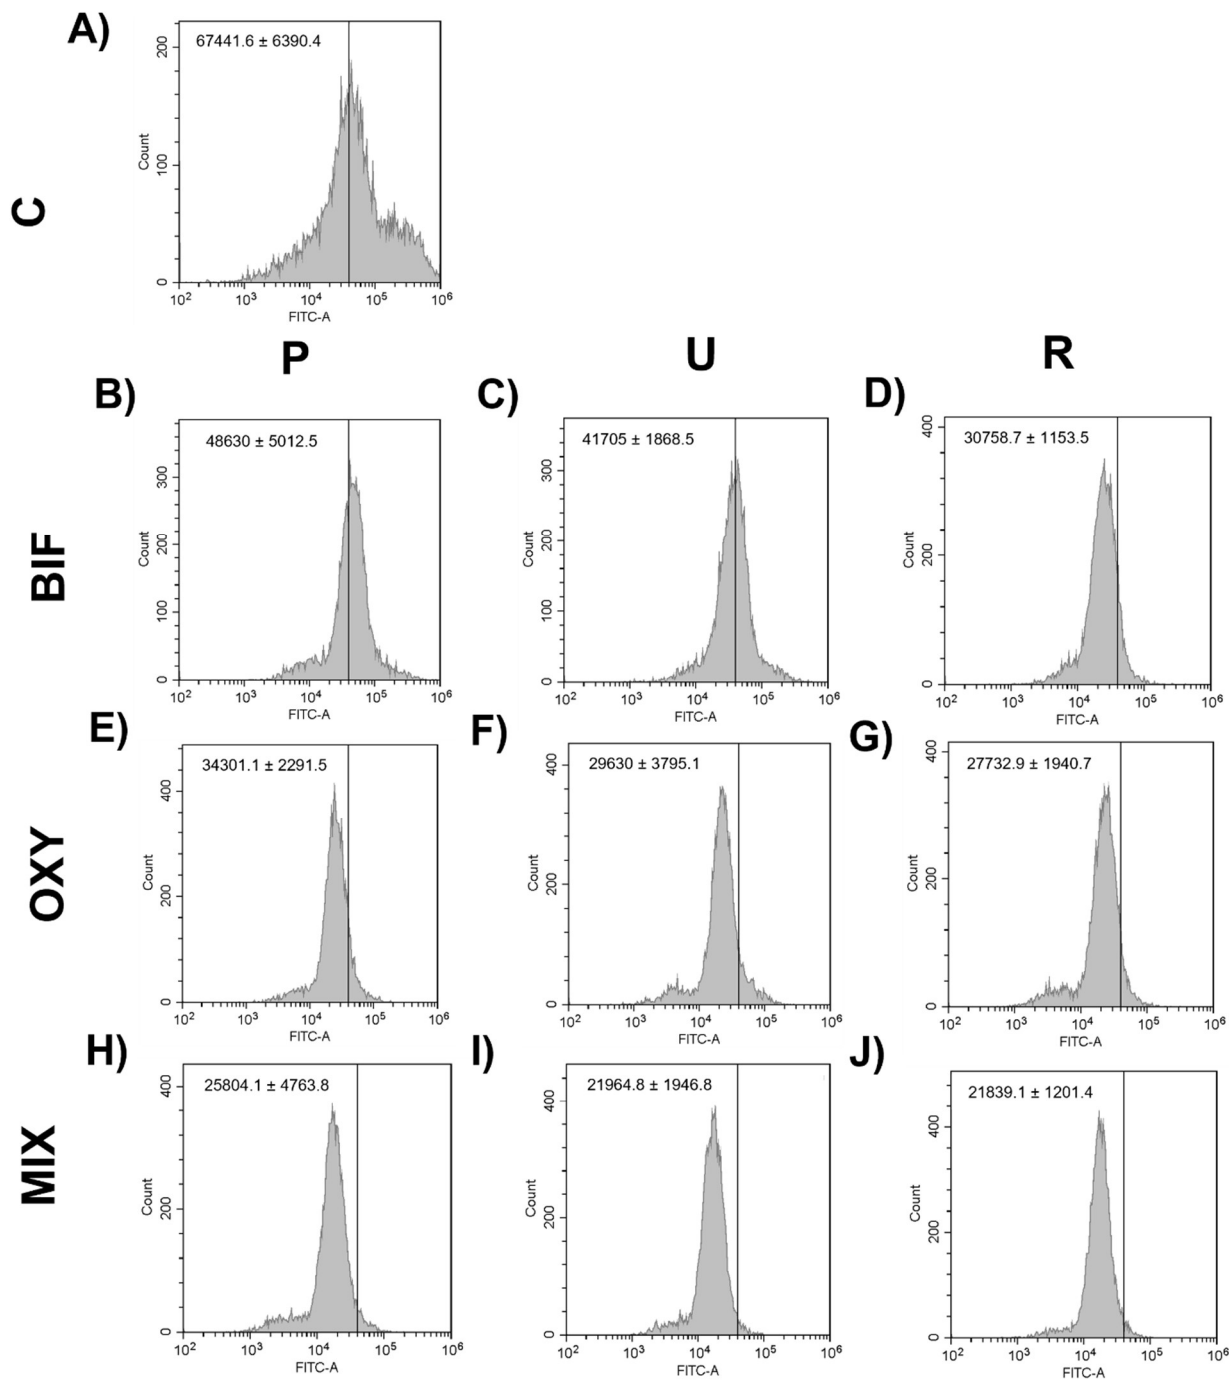 A)
67441.6 ± 6390.4
200
100
0
Count
10² 10³ 10⁴ 10⁵ 10⁶
FITC-A
C
P U R
B)
48630 ± 5012.5
300
200
100
0
Count
10² 10³ 10⁴ 10⁵ 10⁶
FITC-A
C)
41705 ± 1868.5
300
200
100
0
Count
10² 10³ 10⁴ 10⁵ 10⁶
FITC-A
D)
30758.7 ± 1153.5
400
200
0
Count
10² 10³ 10⁴ 10⁵ 10⁶
FITC-A
BIF
E)
34301.1 ± 2291.5
400
200
0
Count
10² 10³ 10⁴ 10⁵ 10⁶
FITC-A
F)
29630 ± 3795.1
400
200
0
Count
10² 10³ 10⁴ 10⁵ 10⁶
FITC-A
G)
27732.9 ± 1940.7
400
200
0
Count
10² 10³ 10⁴ 10⁵ 10⁶
FITC-A
OXY
H)
25804.1 ± 4763.8
400
200
0
Count
10² 10³ 10⁴ 10⁵ 10⁶
FITC-A
I)
21964.8 ± 1946.8
400
200
0
Count
10² 10³ 10⁴ 10⁵ 10⁶
FITC-A
J)
21839.1 ± 1201.4
400
200
0
Count
10² 10³ 10⁴ 10⁵ 10⁶
FITC-A
MIX